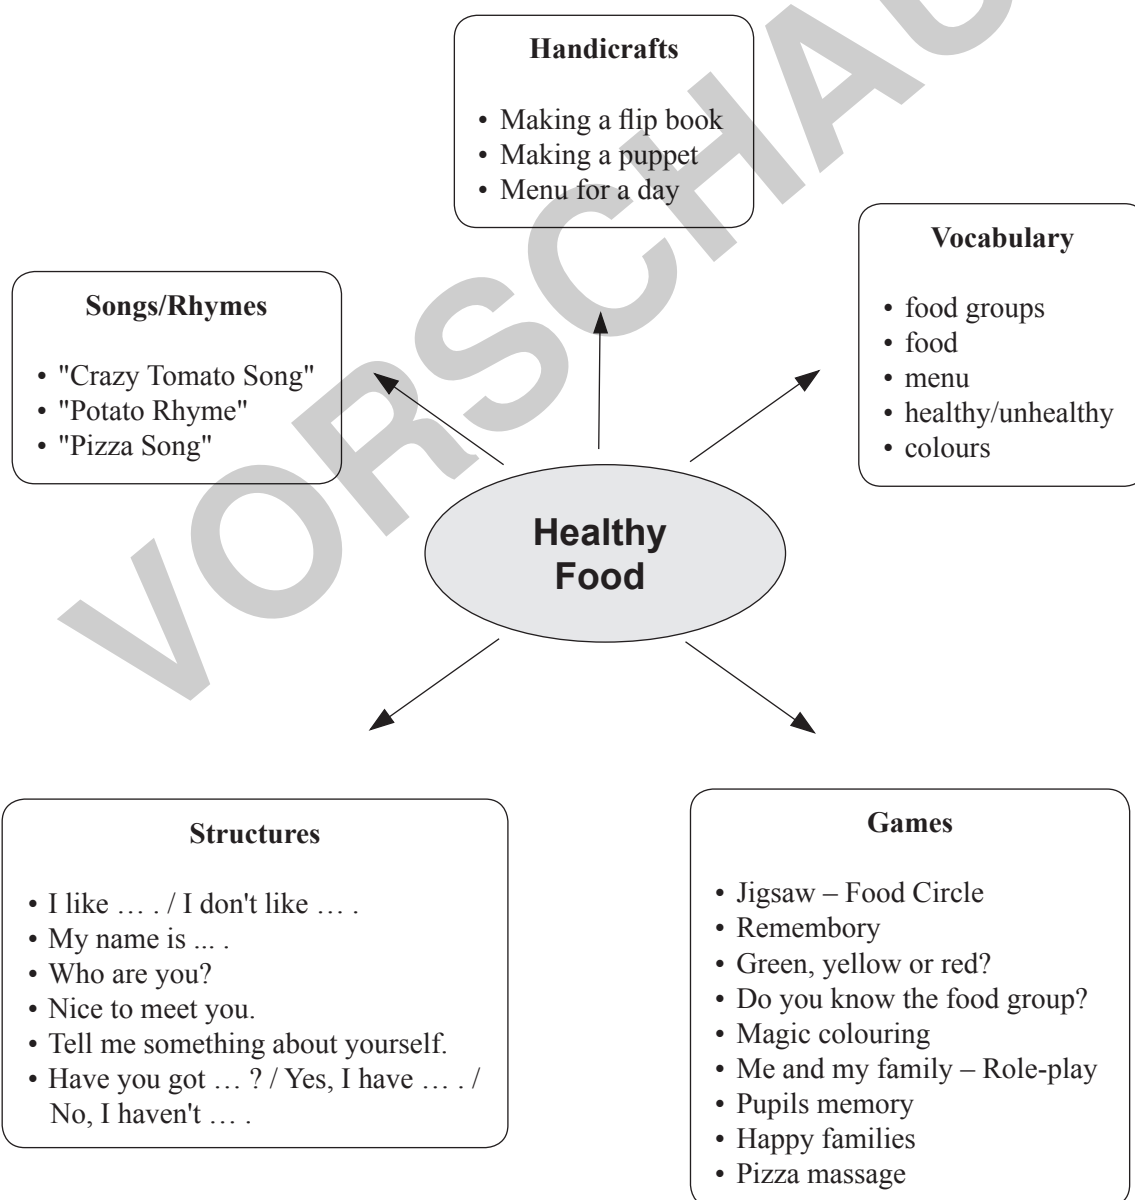 Handicrafts
• Making a flip book
• Making a puppet
• Menu for a day
Vocabulary
• food groups
• food
• menu
• healthy/unhealthy
• colours
Songs/Rhymes
• "Crazy Tomato Song"
• "Potato Rhyme"
• "Pizza Song"
Healthy
Food
Structures
• I like … . / I don't like … .
• My name is ... .
• Who are you?
• Nice to meet you.
• Tell me something about yourself.
• Have you got … ? / Yes, I have … . /
No, I haven't … .
Games
• Jigsaw – Food Circle
• Remembory
• Green, yellow or red?
• Do you know the food group?
• Magic colouring
• Me and my family – Role-play
• Pupils memory
• Happy families
• Pizza massage
VORSCHAU